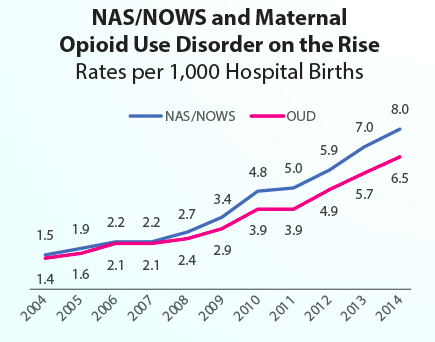 NAS/NOWS and Maternal
Opioid Use Disorder on the Rise
Rates per 1,000 Hospital Births
NAS/NOWS OUD
1.5 1.9 2.2 2.2 2.7 3.4 4.8 5.0 5.9 7.0 8.0
1.4 1.6 2.1 2.1 2.4 2.9 3.9 3.9 4.9 5.7 6.5
2004 2005 2006 2007 2008 2009 2010 2011 2012 2013 2014